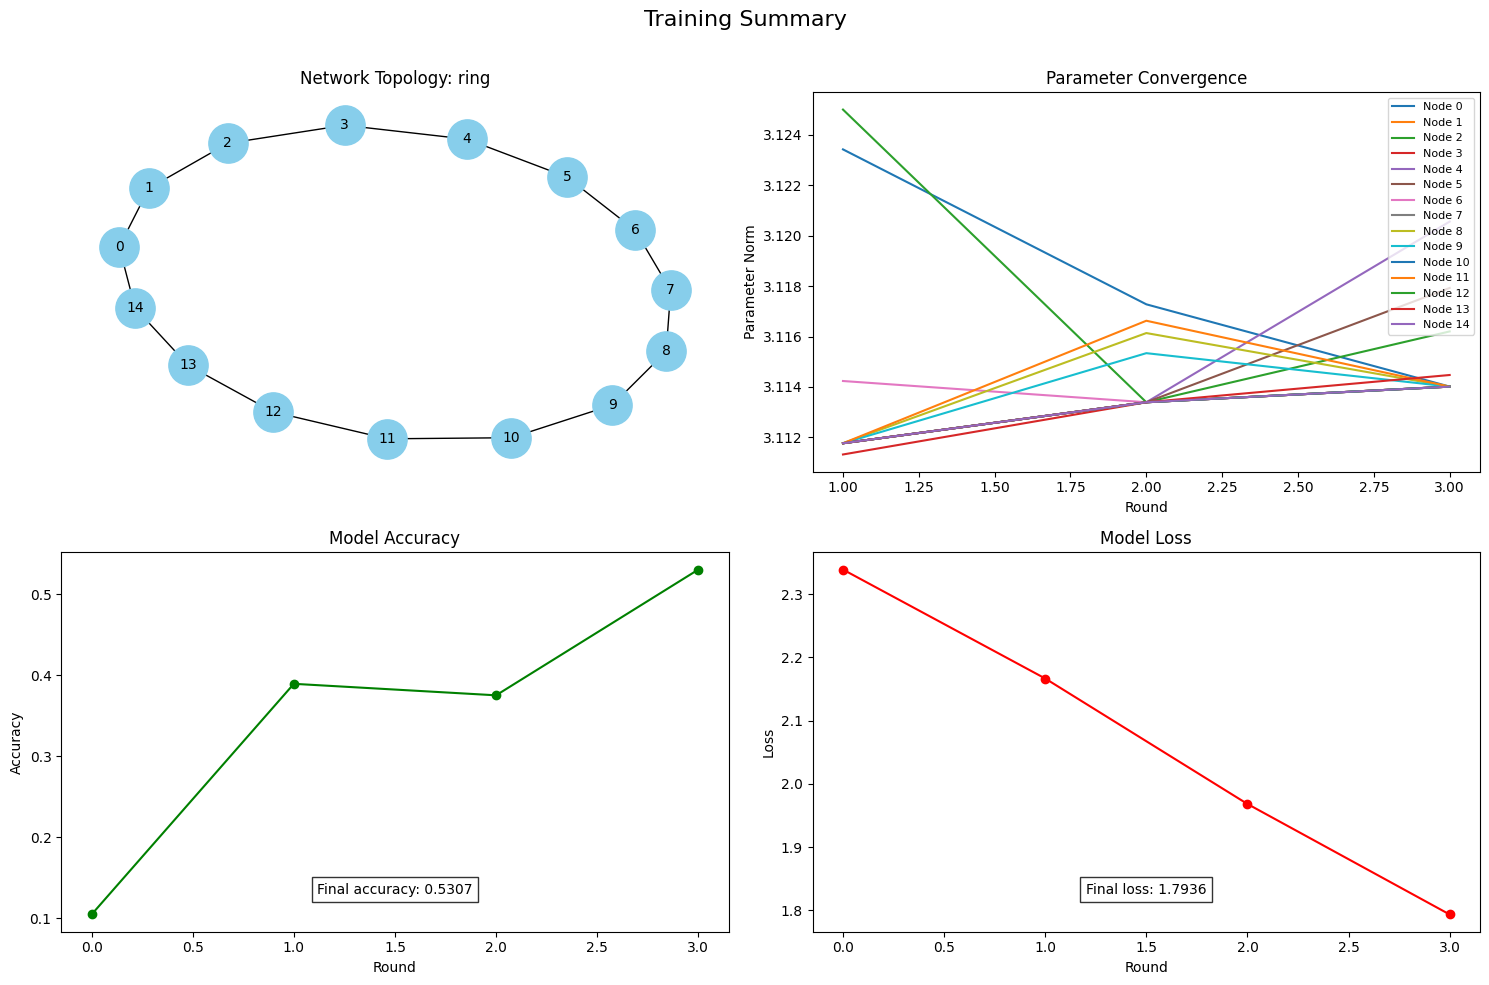 Training Summary
Network Topology: ring
3
4
2
5
1
6
0
7
14
8
13
9
12
11
10
Parameter Convergence
Parameter Norm
3.124
3.122
3.120
3.118
3.116
3.114
3.112
Node 0
Node 1
Node 2
Node 3
Node 4
Node 5
Node 6
Node 7
Node 8
Node 9
Node 10
Node 11
Node 12
Node 13
Node 14
1.00 1.25 1.50 1.75 2.00 2.25 2.50 2.75 3.00
Round
Model Accuracy
Accuracy
0.5
0.4
0.3
0.2
0.1
Final accuracy: 0.5307
0.0 0.5 1.0 1.5 2.0 2.5 3.0
Round
Model Loss
Loss
2.3
2.2
2.1
2.0
1.9
1.8
Final loss: 1.7936
0.0 0.5 1.0 1.5 2.0 2.5 3.0
Round